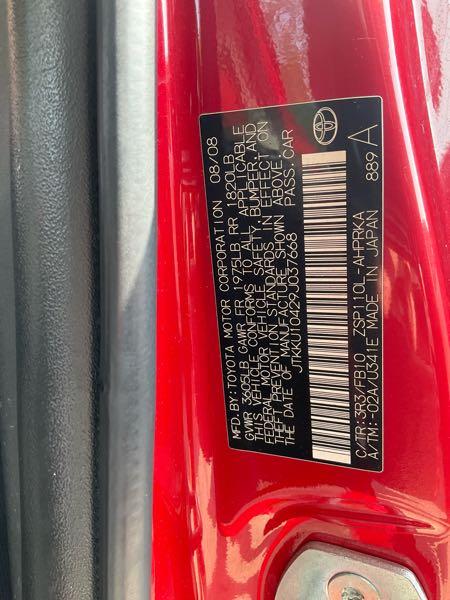 MFD. BY: TOYOTA MOTOR CORPORATION 08/08
GVWR 3605LB GAWR FR 1975LB RR 1820LB
THIS VEHICLE CONFORMS TO ALL APPLICABLE
FEDERAL MOTOR VEHICLE SAFETY, BUMPER, AND
THEFT PREVENTION STANDARDS IN EFFECT ON
THE DATE OF MANUFACTURE SHOWN ABOVE.
JTKKU10429J037668 PASS. CAR
C/TR: 3R3/FB10 ZSP110L-AHPRKA
A/TM: -02A/U341E MADE IN JAPAN
889 A